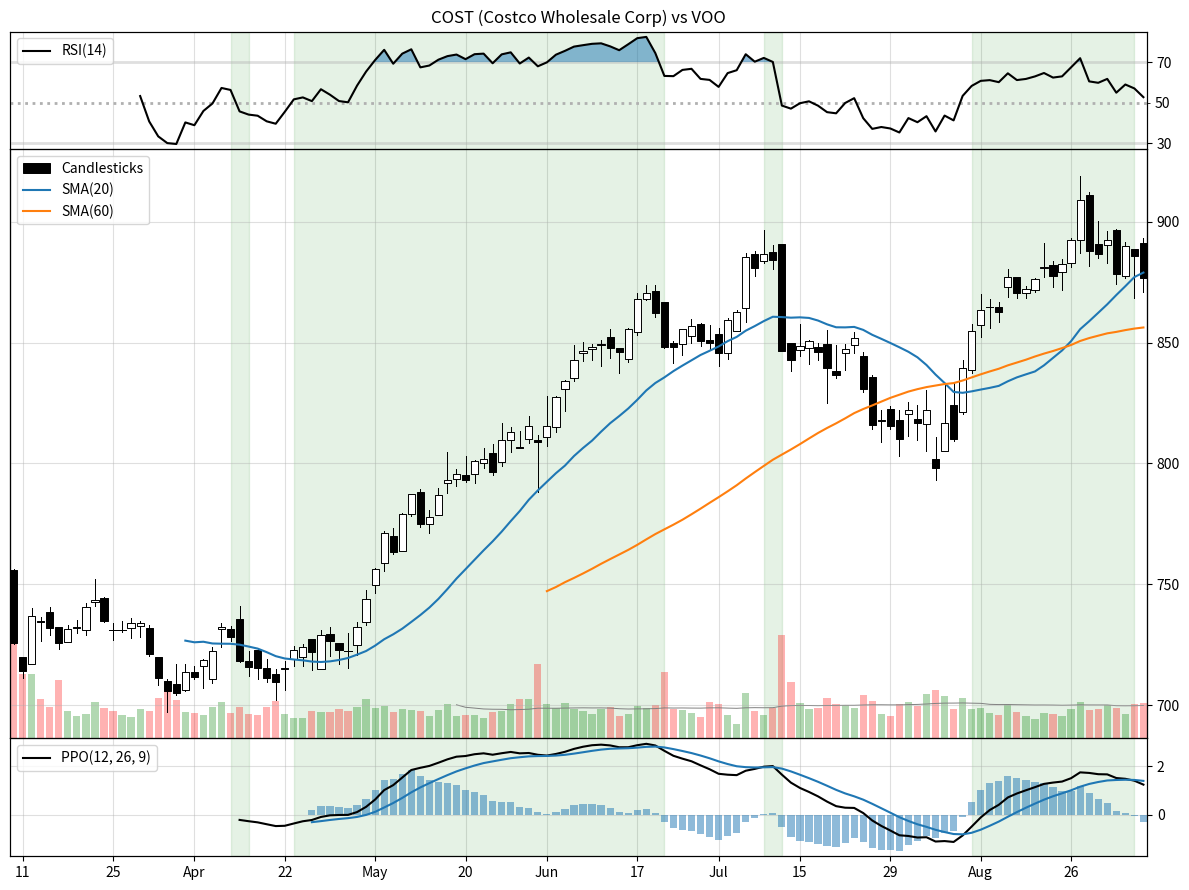 COST (Costco Wholesale Corp) vs VOO
RSI(14)
70
50
30
Candlesticks
SMA(20)
SMA(60)
900
850
800
750
700
PPO(12, 26, 9)
2
0
11 25 Apr 22 May 20 Jun 17 Jul 15 29 Aug 26